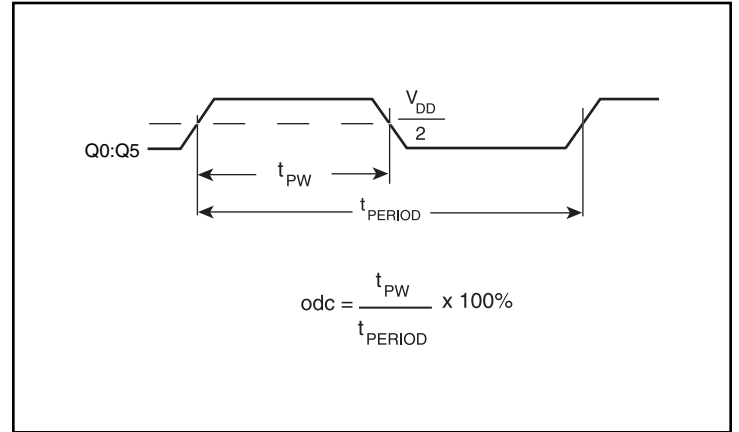 V_DD
2
Q0:Q5
t_PW
t_PERIOD
odc = t_PW / t_PERIOD x 100%